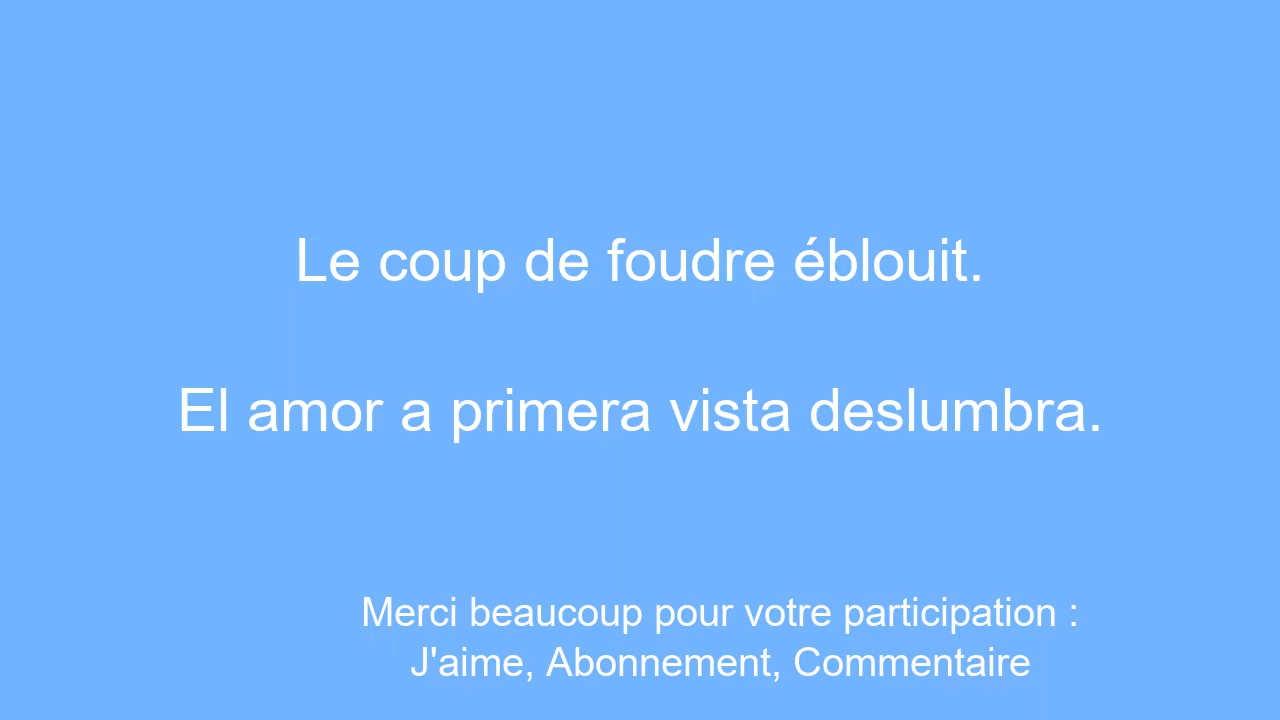 Le coup de foudre éblouit.
El amor a primera vista deslumbra.
Merci beaucoup pour votre participation :
J'aime, Abonnement, Commentaire